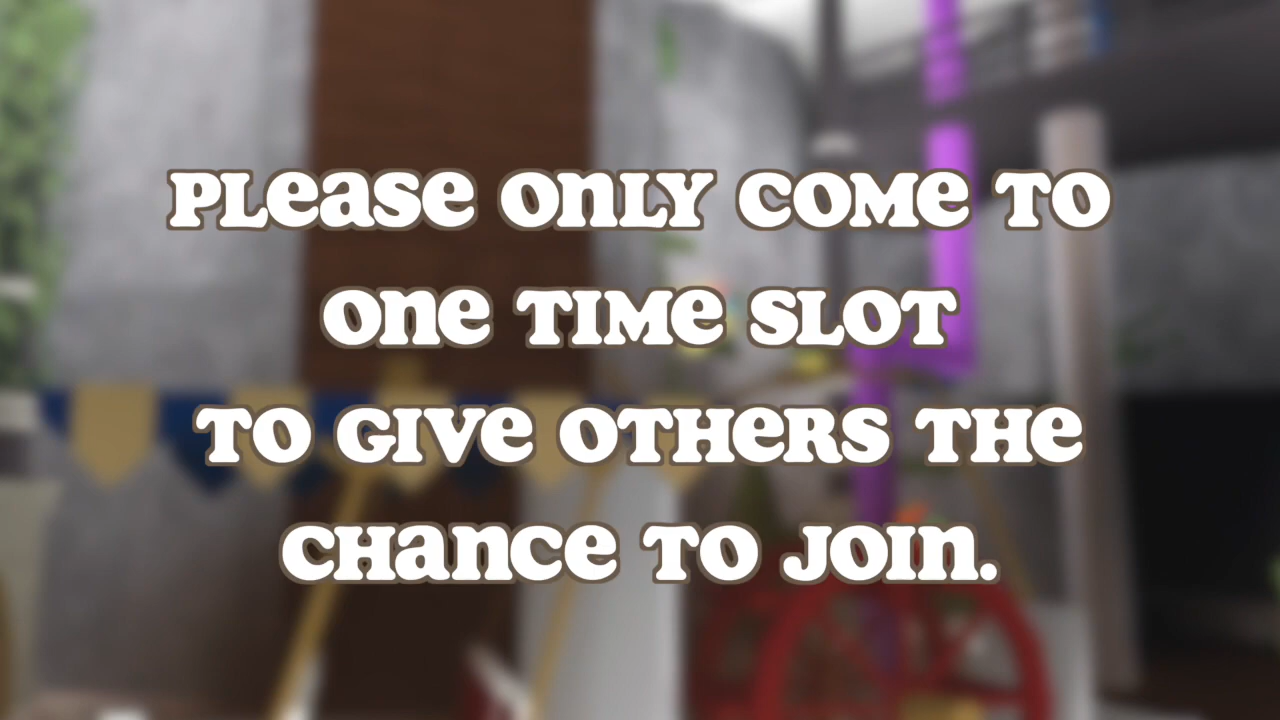 PLease OnLY COMe TO
One TIMe SLOT
TO GIVe OTHeRS THe
CHance TO JOIn.